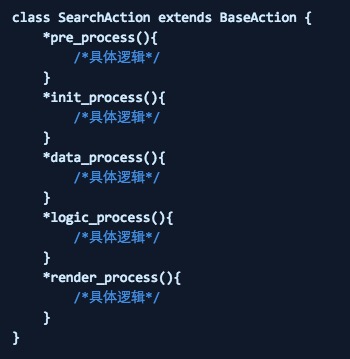 class SearchAction extends BaseAction {
    *pre_process(){
        /*具体逻辑*/
    }
    *init_process(){
        /*具体逻辑*/
    }
    *data_process(){
        /*具体逻辑*/
    }
    *logic_process(){
        /*具体逻辑*/
    }
    *render_process(){
        /*具体逻辑*/
    }
}